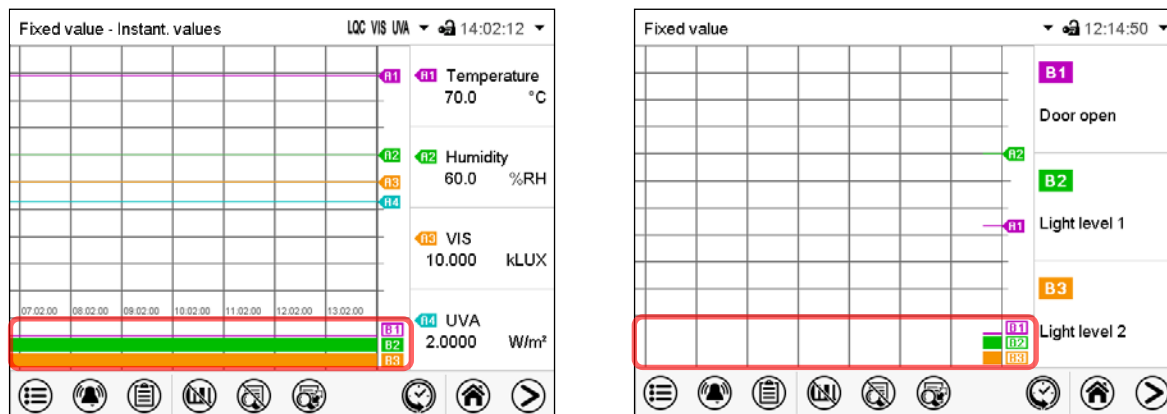 Fixed value - Instant. values LQC VIS UVA 14:02:12
A1
A1 Temperature
70.0 °C
A2
A2 Humidity
60.0 %RH
A3
A4
A3 VIS
10.000 kLUX
07.02.00 08.02.00 09.02.00 10.02.00 11.02.00 12.02.00 13.02.00
A4 UVA
2.0000 W/m²
B1
B2
B3
Fixed value 12:14:50
B1
Door open
A2
B2
Light level 1
A1
B3
Light level 2
B1
B2
B3